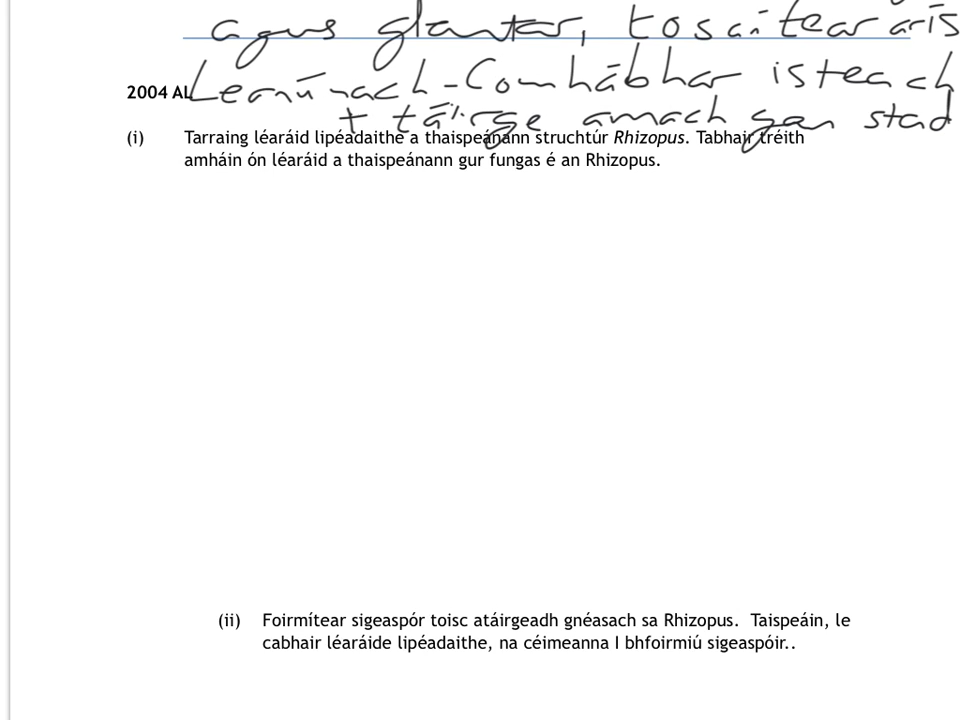 agus glantar, tosaítear arís
Leanúnach - Comhábhar isteach
2004 AL
+ táirge amach gan stad
(i) Tarraing léaráid lipéadaithe a thaispeánann struchtúr Rhizopus. Tabhair tréith
amháin ón léaráid a thaispeánann gur fungas é an Rhizopus.
(ii) Foirmítear sigeaspór toisc atáirgeadh gnéasach sa Rhizopus. Taispeáin, le
cabhair léaráide lipéadaithe, na céimeanna I bhfoirmiú sigeaspóir..